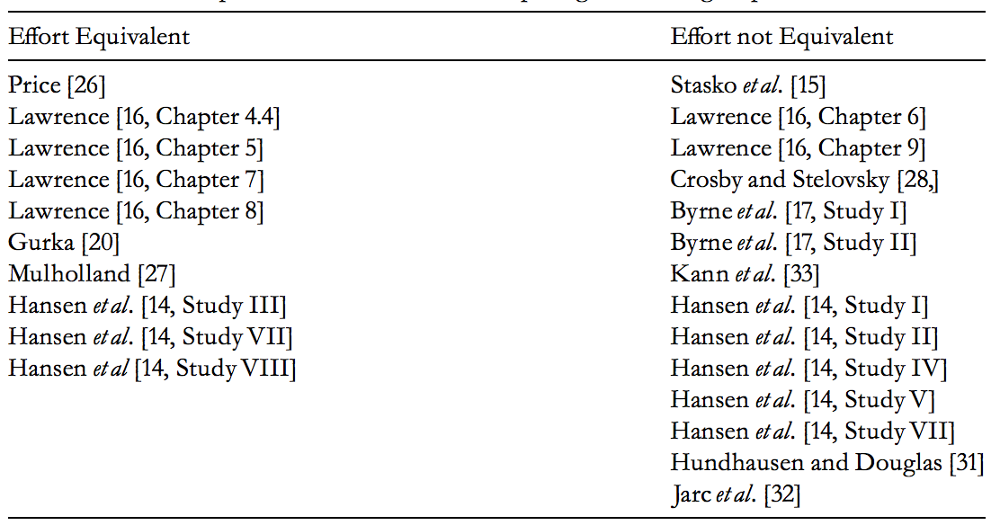 Effort Equivalent Effort not Equivalent
Price [26] Stasko et al. [15]
Lawrence [16, Chapter 4.4] Lawrence [16, Chapter 6]
Lawrence [16, Chapter 5] Lawrence [16, Chapter 9]
Lawrence [16, Chapter 7] Crosby and Stelovsky [28,]
Lawrence [16, Chapter 8] Byrne et al. [17, Study I]
Gurka [20] Byrne et al. [17, Study II]
Mulholland [27] Kann et al. [33]
Hansen et al. [14, Study III] Hansen et al. [14, Study I]
Hansen et al. [14, Study VII] Hansen et al. [14, Study II]
Hansen et al [14, Study VIII] Hansen et al. [14, Study IV]
Hansen et al. [14, Study V]
Hansen et al. [14, Study VII]
Hundhausen and Douglas [31]
Jarc et al. [32]